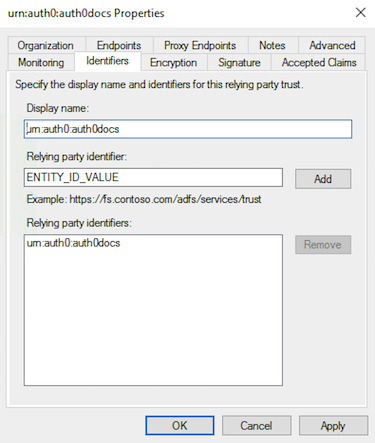 urn:auth0:auth0docs Properties
Organization Endpoints Proxy Endpoints Notes Advanced
Monitoring Identifiers Encryption Signature Accepted Claims
Specify the display name and identifiers for this relying party trust.
Display name:
urn:auth0:auth0docs
Relying party identifier:
ENTITY_ID_VALUE Add
Example: https://fs.contoso.com/adfs/services/trust
Relying party identifiers:
urn:auth0:auth0docs Remove
OK Cancel Apply